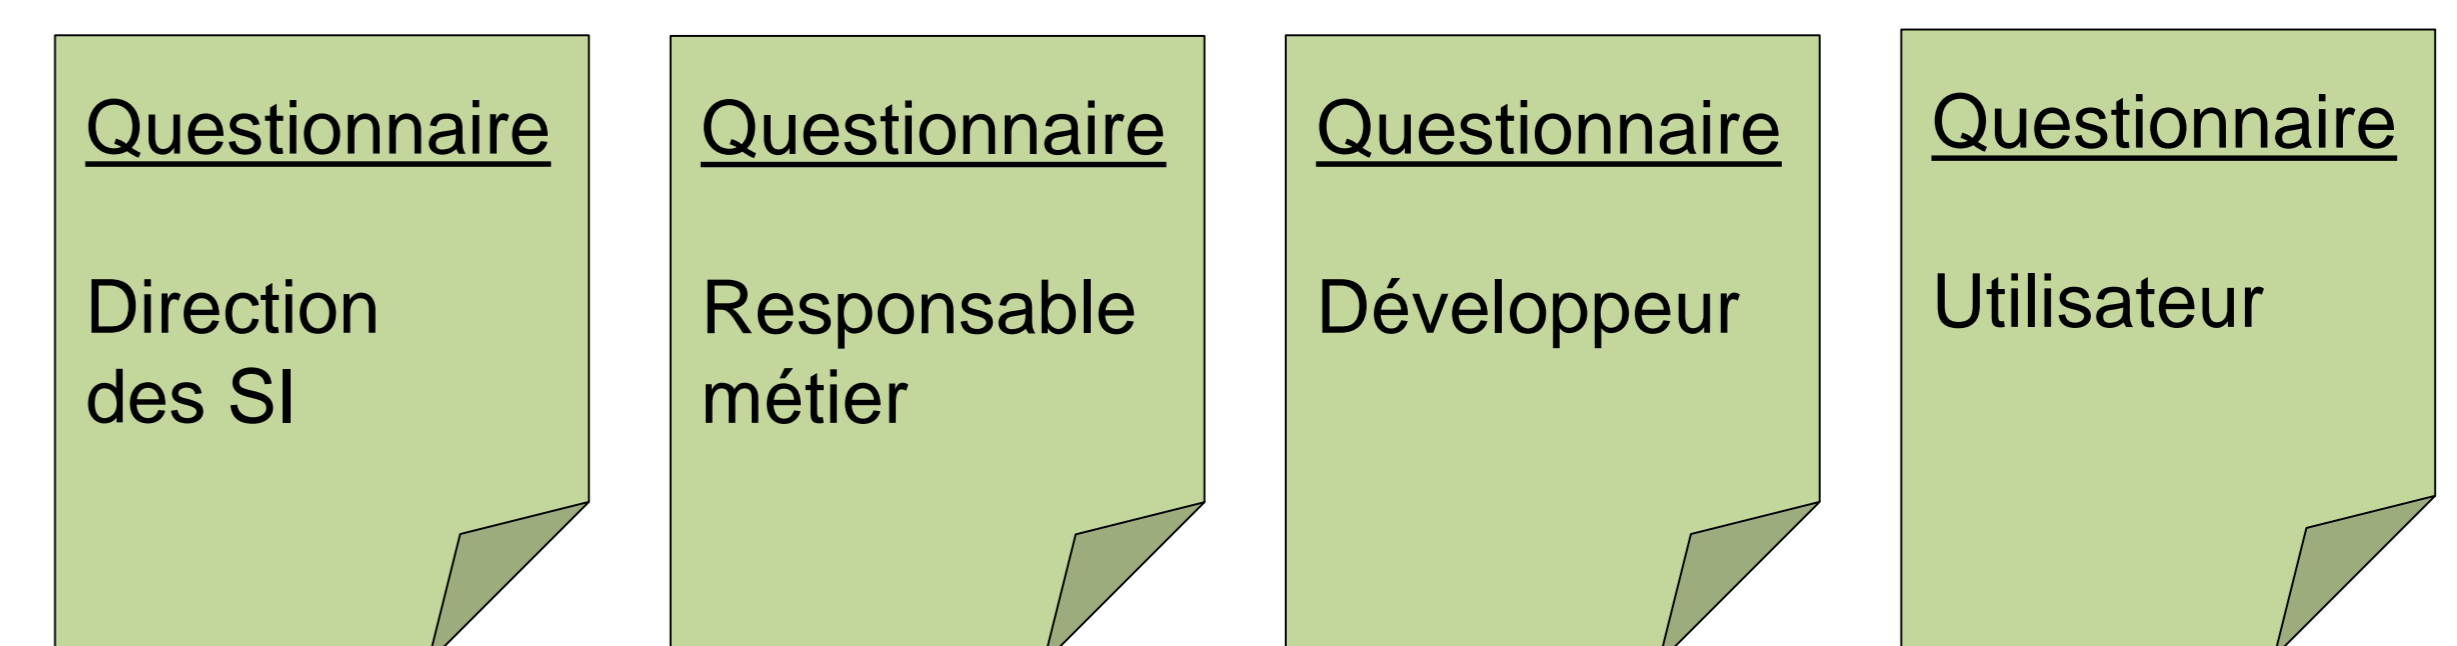 Questionnaire
Direction
des SI
Questionnaire
Responsable
métier
Questionnaire
Développeur
Questionnaire
Utilisateur